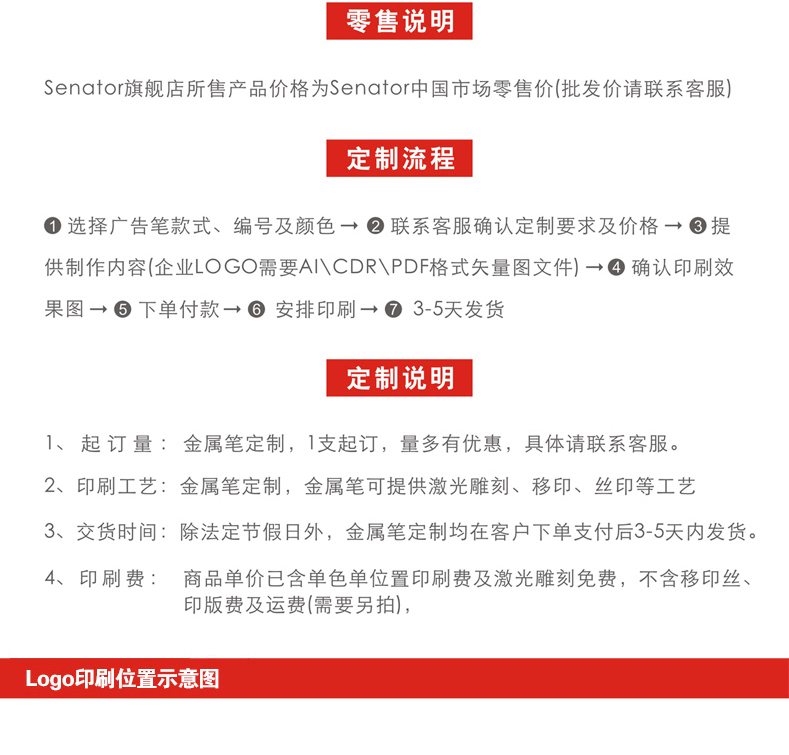 零售说明
Senator旗舰店所售产品价格为Senator中国市场零售价(批发价请联系客服)
定制流程
❶ 选择广告笔款式、编号及颜色→ ❷ 联系客服确认定制要求及价格→ ❸提
供制作内容(企业LOGO需要AI\CDR\PDF格式矢量图文件)→❹ 确认印刷效
果图→❺ 下单付款→❻ 安排印刷→❼ 3-5天发货
定制说明
1、 起 订 量： 金属笔定制，1支起订，量多有优惠，具体请联系客服。
2、印刷工艺：金属笔定制，金属笔可提供激光雕刻、移印、丝印等工艺
3、交货时间：除法定节假日外，金属笔定制均在客户下单支付后3-5天内发货。
4、 印 刷 费： 商品单价已含单色单位置印刷费及激光雕刻免费，不含移印丝、
印版费及运费(需要另拍)，
Logo印刷位置示意图